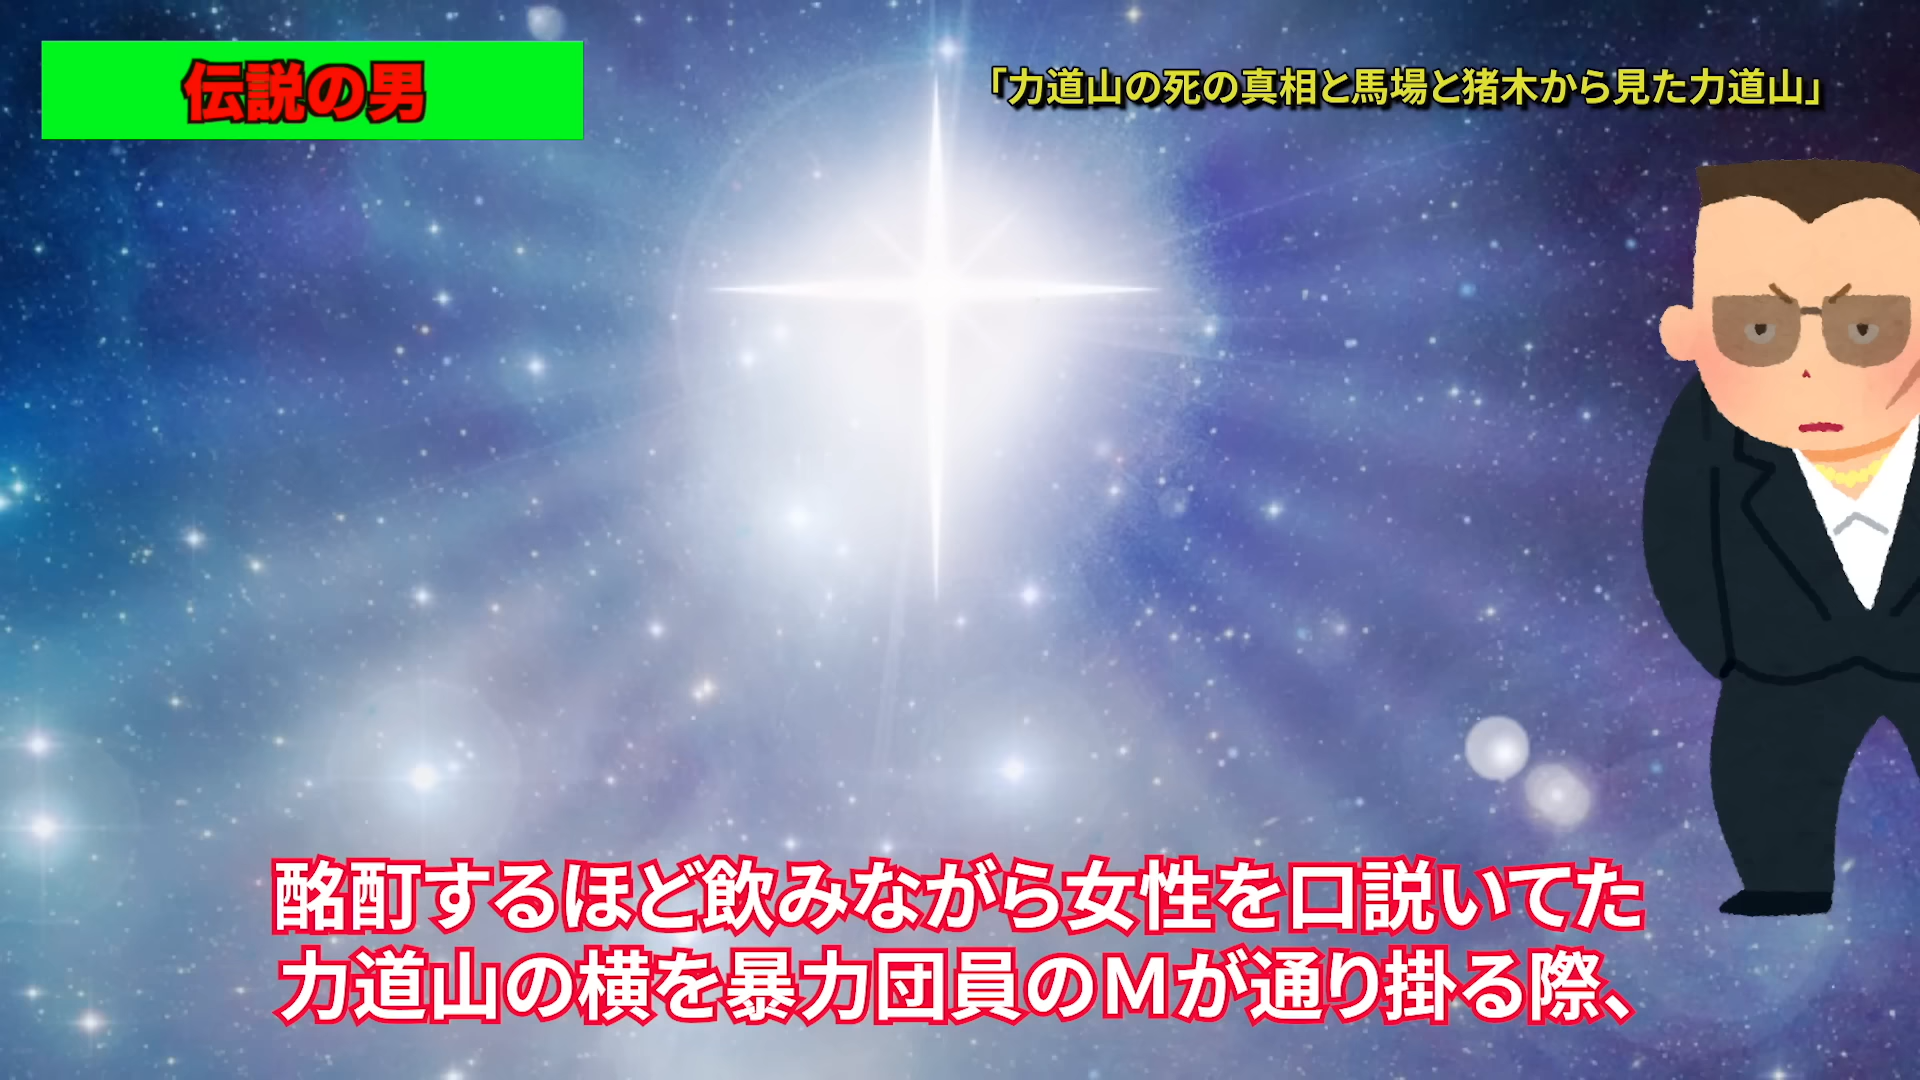 伝説の男
「力道山の死の真相と馬場と猪木から見た力道山」
酩酊するほど飲みながら女性を口説いてた
力道山の横を暴力団員のMが通り掛る際、